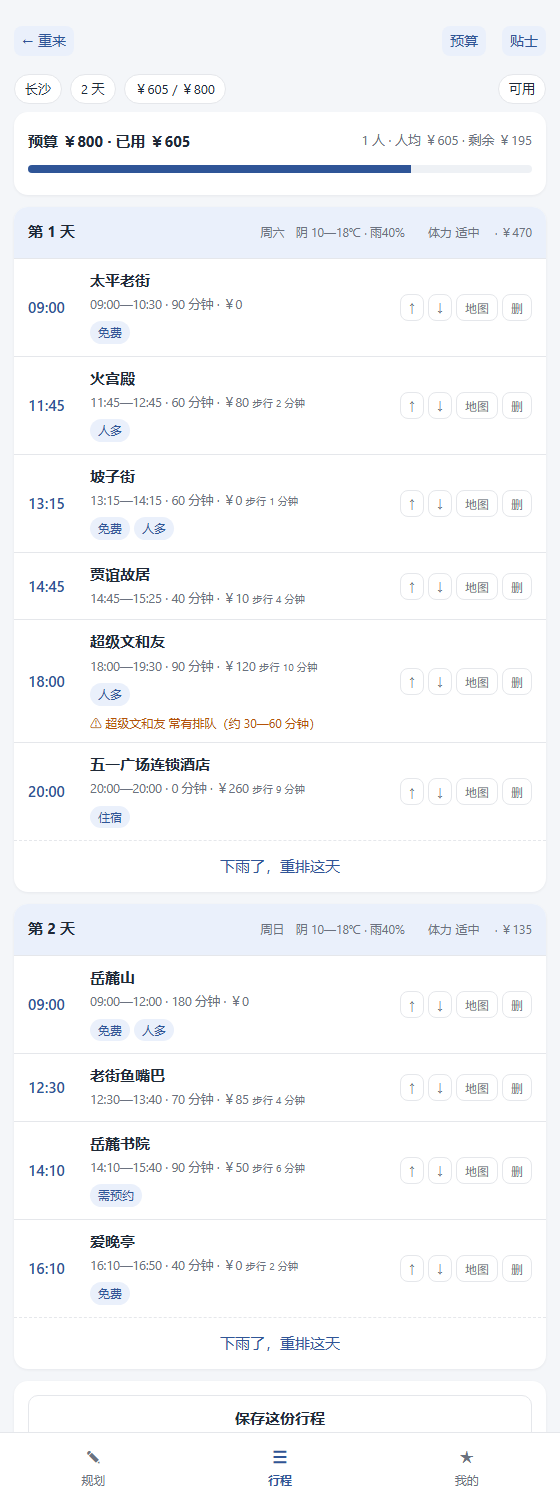 ← 重来 预算 贴士
长沙 2 天 ￥605 / ￥800 可用
预算 ￥800 · 已用 ￥605 1 人 · 人均 ￥605 · 剩余 ￥195
第 1 天 周六 阴 10—18℃ · 雨40% 体力 适中 · ￥470
太平老街
09:00 09:00—10:30 · 90 分钟 · ￥0 ↑ ↓ 地图 删
免费
火宫殿
11:45 11:45—12:45 · 60 分钟 · ￥80 步行 2 分钟 ↑ ↓ 地图 删
人多
坡子街
13:15 13:15—14:15 · 60 分钟 · ￥0 步行 1 分钟 ↑ ↓ 地图 删
免费 人多
贾谊故居
14:45 14:45—15:25 · 40 分钟 · ￥10 步行 4 分钟 ↑ ↓ 地图 删
超级文和友
18:00 18:00—19:30 · 90 分钟 · ￥120 步行 10 分钟 ↑ ↓ 地图 删
人多
⚠ 超级文和友 常有排队（约 30—60 分钟）
五一广场连锁酒店
20:00 20:00—20:00 · 0 分钟 · ￥260 步行 9 分钟 ↑ ↓ 地图 删
住宿
下雨了，重排这天
第 2 天 周日 阴 10—18℃ · 雨40% 体力 适中 · ￥135
岳麓山
09:00 09:00—12:00 · 180 分钟 · ￥0 ↑ ↓ 地图 删
免费 人多
老街鱼嘴巴
12:30 12:30—13:40 · 70 分钟 · ￥85 步行 4 分钟 ↑ ↓ 地图 删
岳麓书院
14:10 14:10—15:40 · 90 分钟 · ￥50 步行 6 分钟 ↑ ↓ 地图 删
需预约
爱晚亭
16:10 16:10—16:50 · 40 分钟 · ￥0 步行 2 分钟 ↑ ↓ 地图 删
免费
下雨了，重排这天
保存这份行程
规划 行程 我的